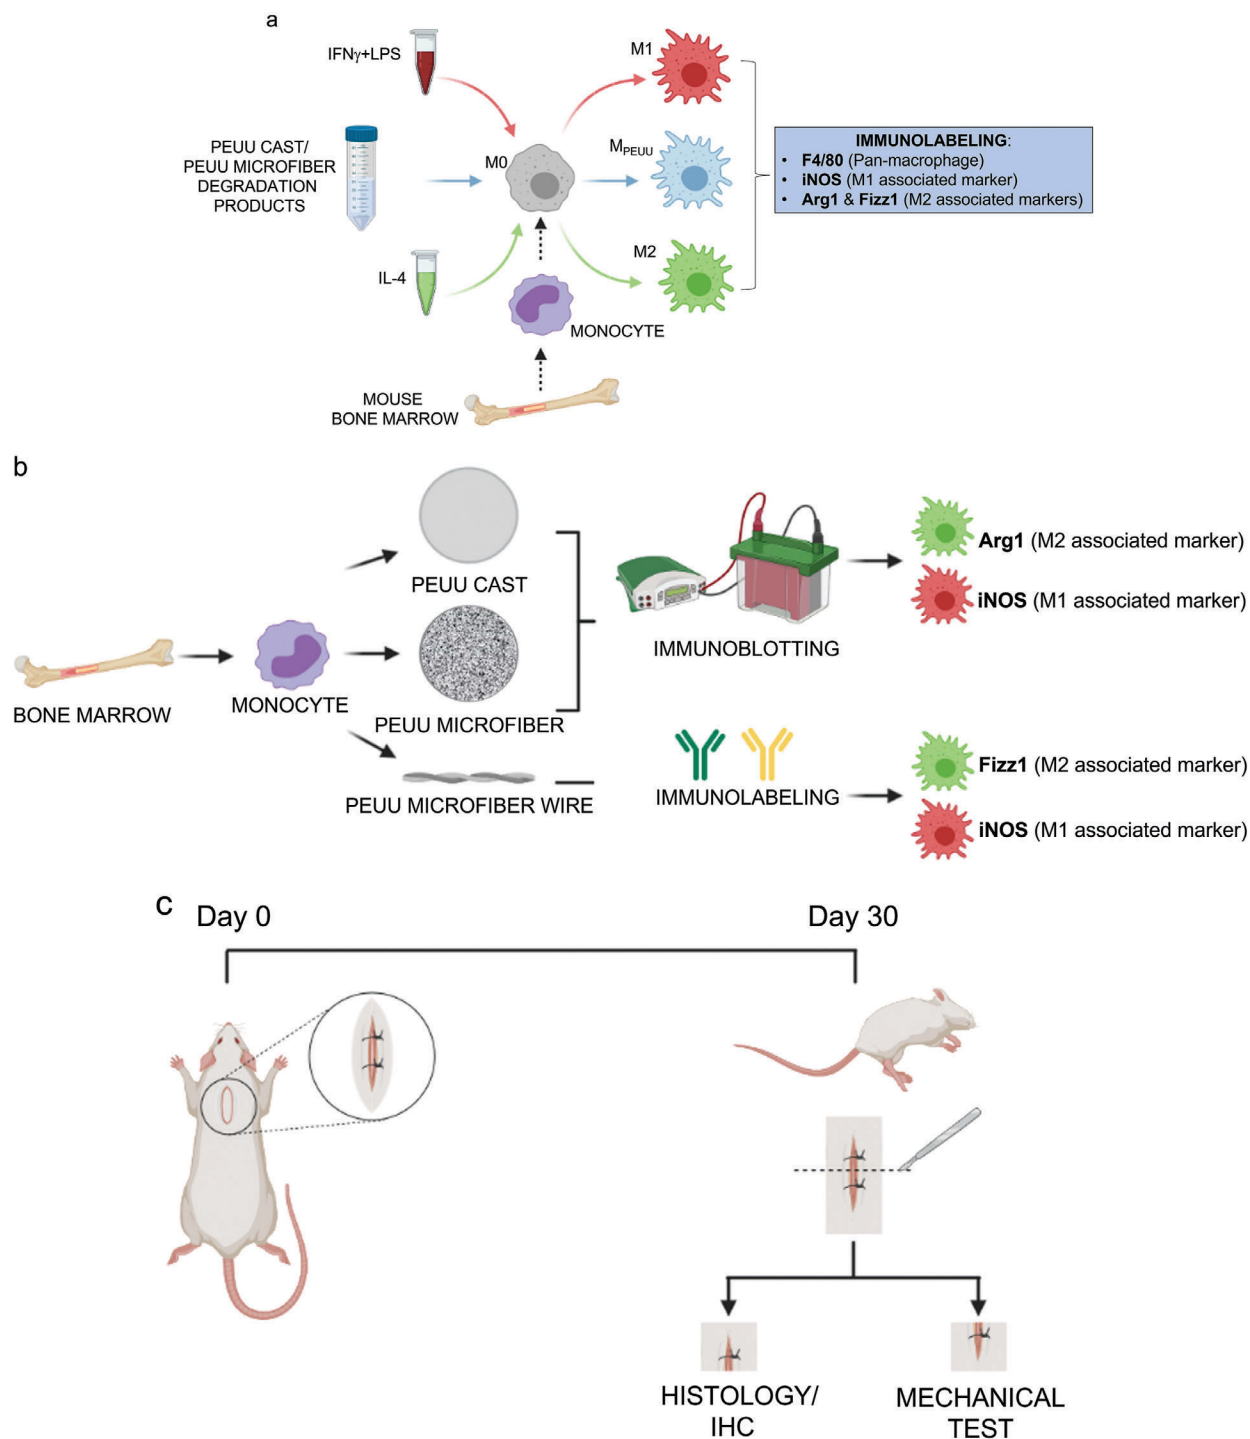 a
IFNγ+LPS
M1
PEUU CAST/
PEUU MICROFIBER
DEGRADATION
PRODUCTS
M0
MPEUU
IMMUNOLABELING:
• F4/80 (Pan-macrophage)
• iNOS (M1 associated marker)
• Arg1 & Fizz1 (M2 associated markers)
IL-4
M2
MONOCYTE
MOUSE
BONE MARROW
b
PEUU CAST
Arg1 (M2 associated marker)
iNOS (M1 associated marker)
IMMUNOBLOTTING
BONE MARROW
MONOCYTE
PEUU MICROFIBER
Fizz1 (M2 associated marker)
PEUU MICROFIBER WIRE
IMMUNOLABELING
iNOS (M1 associated marker)
c
Day 0
Day 30
HISTOLOGY/
IHC
MECHANICAL
TEST